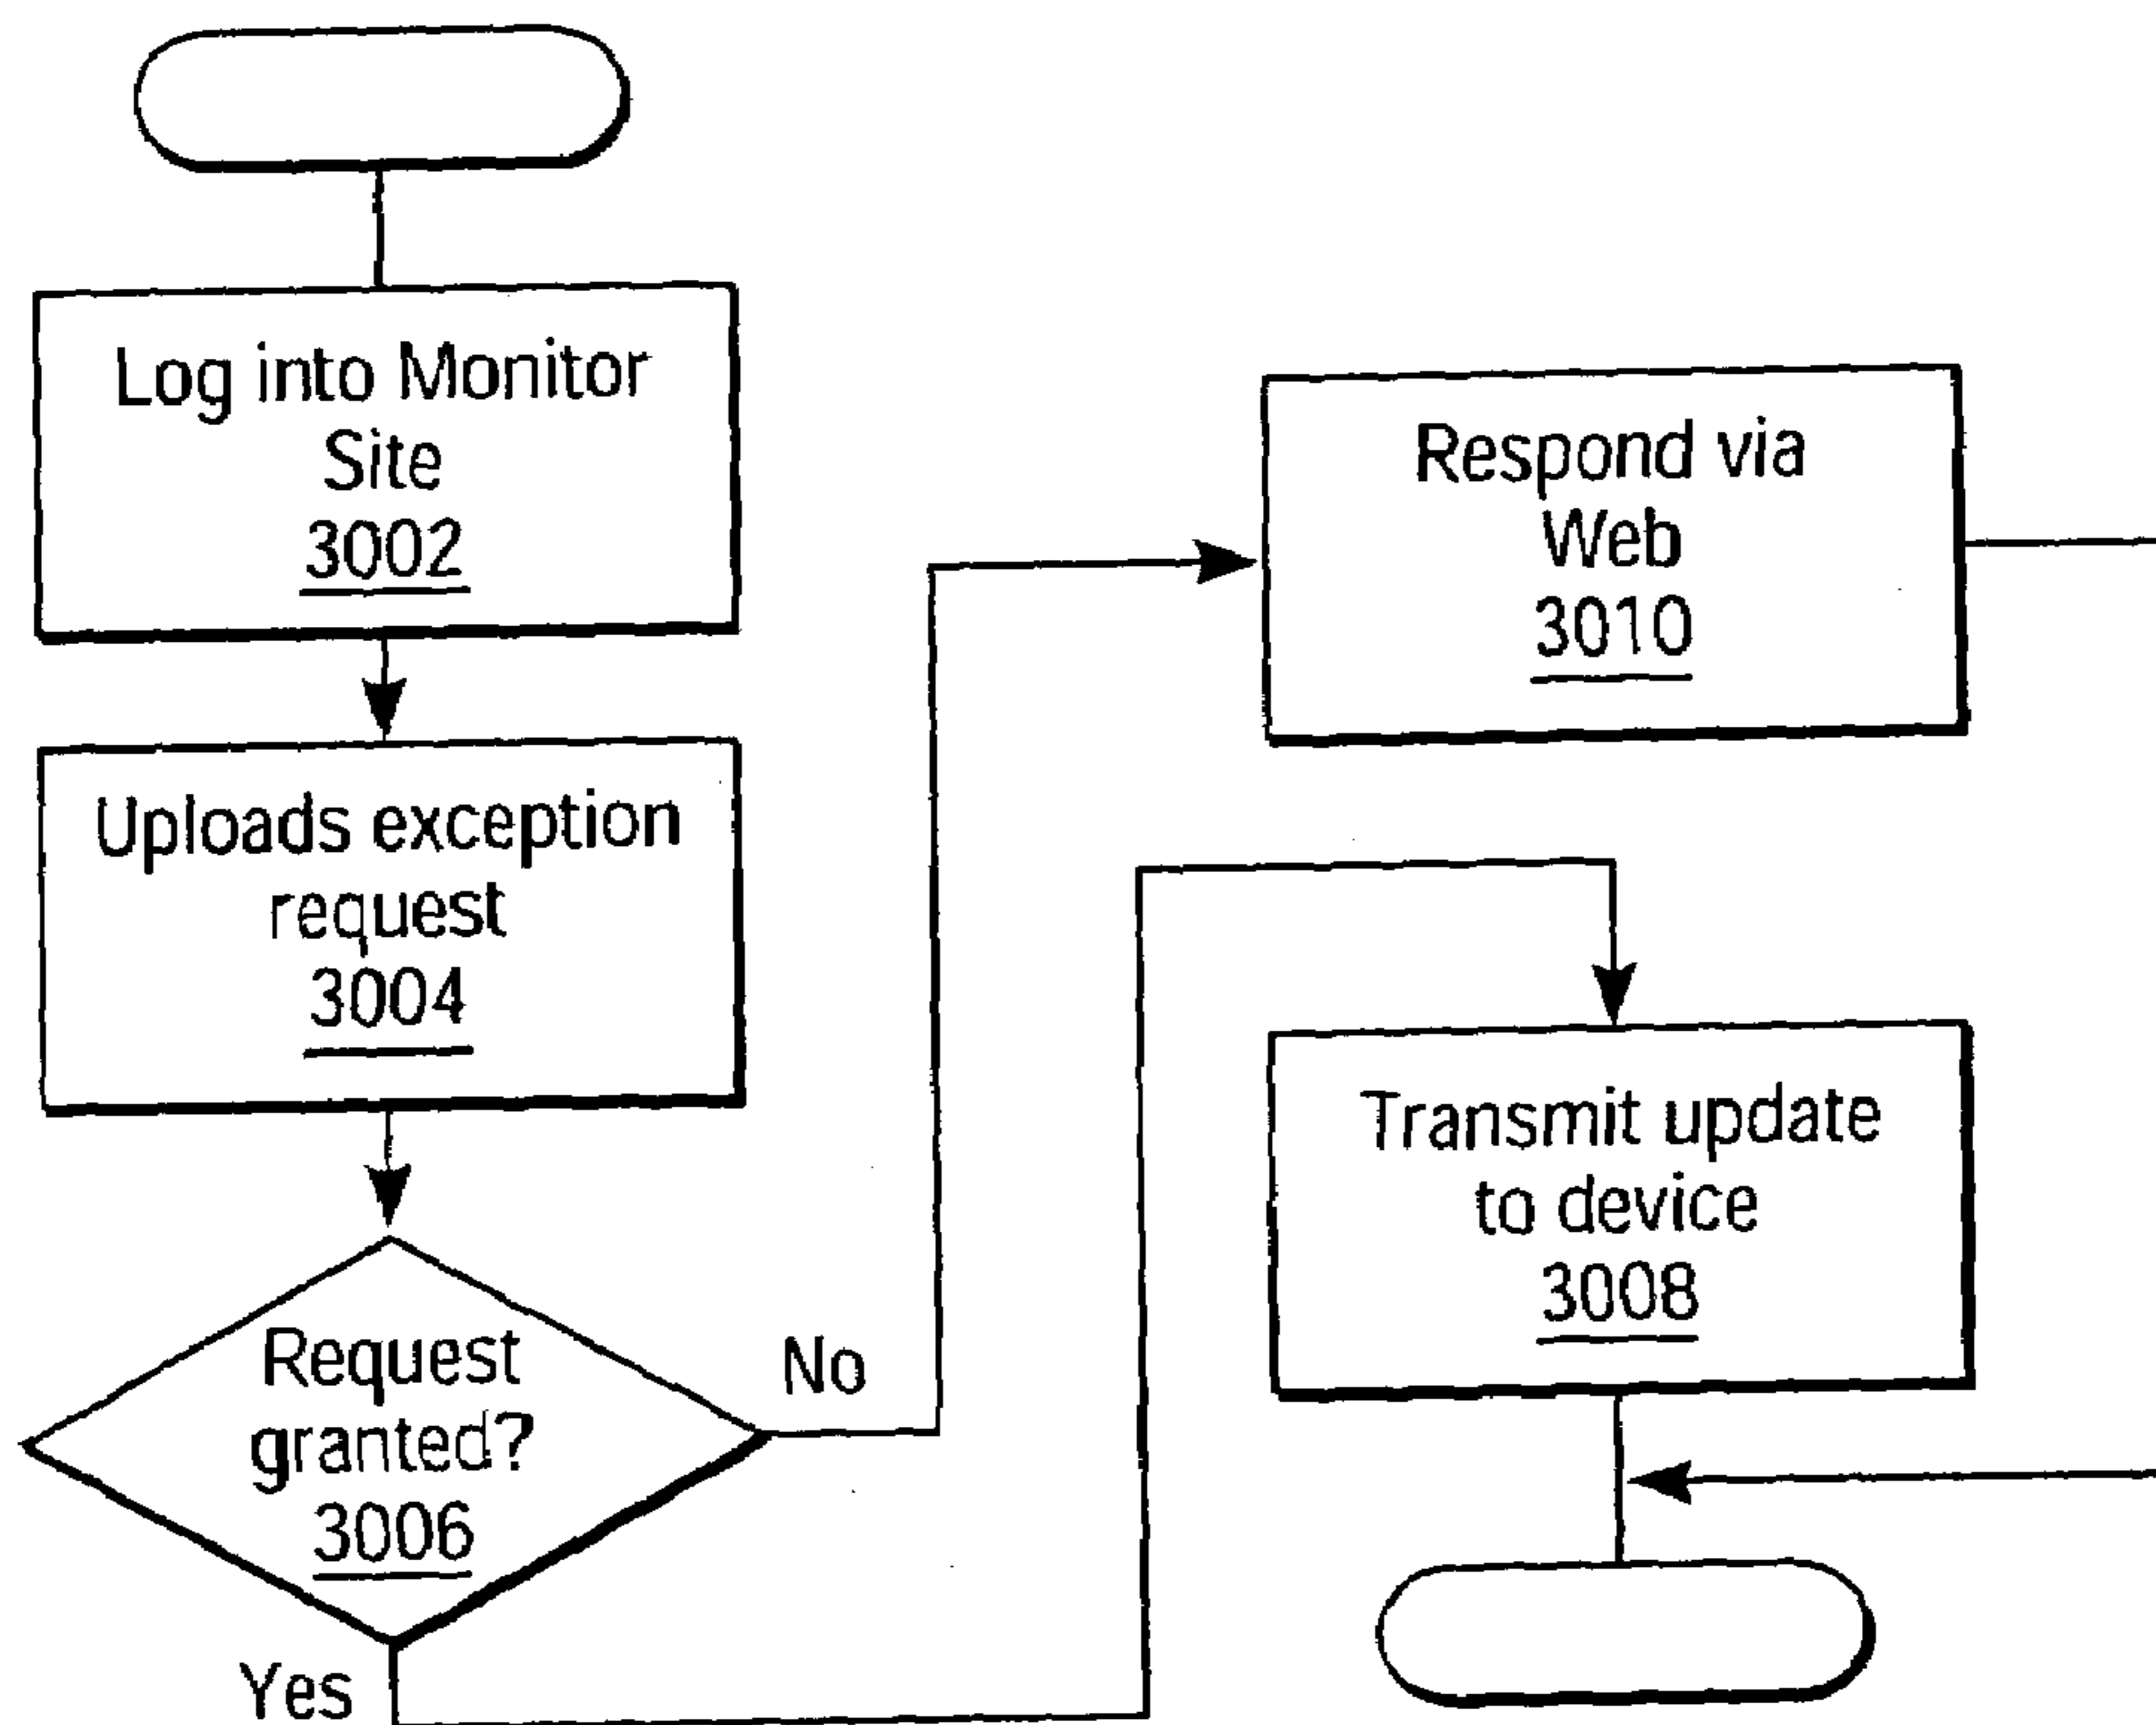 Log into Monitor
Site
3002
Uploads exception
request
3004
Request
granted?
3006
No
Yes
Respond via
Web
3010
Transmit update
to device
3008